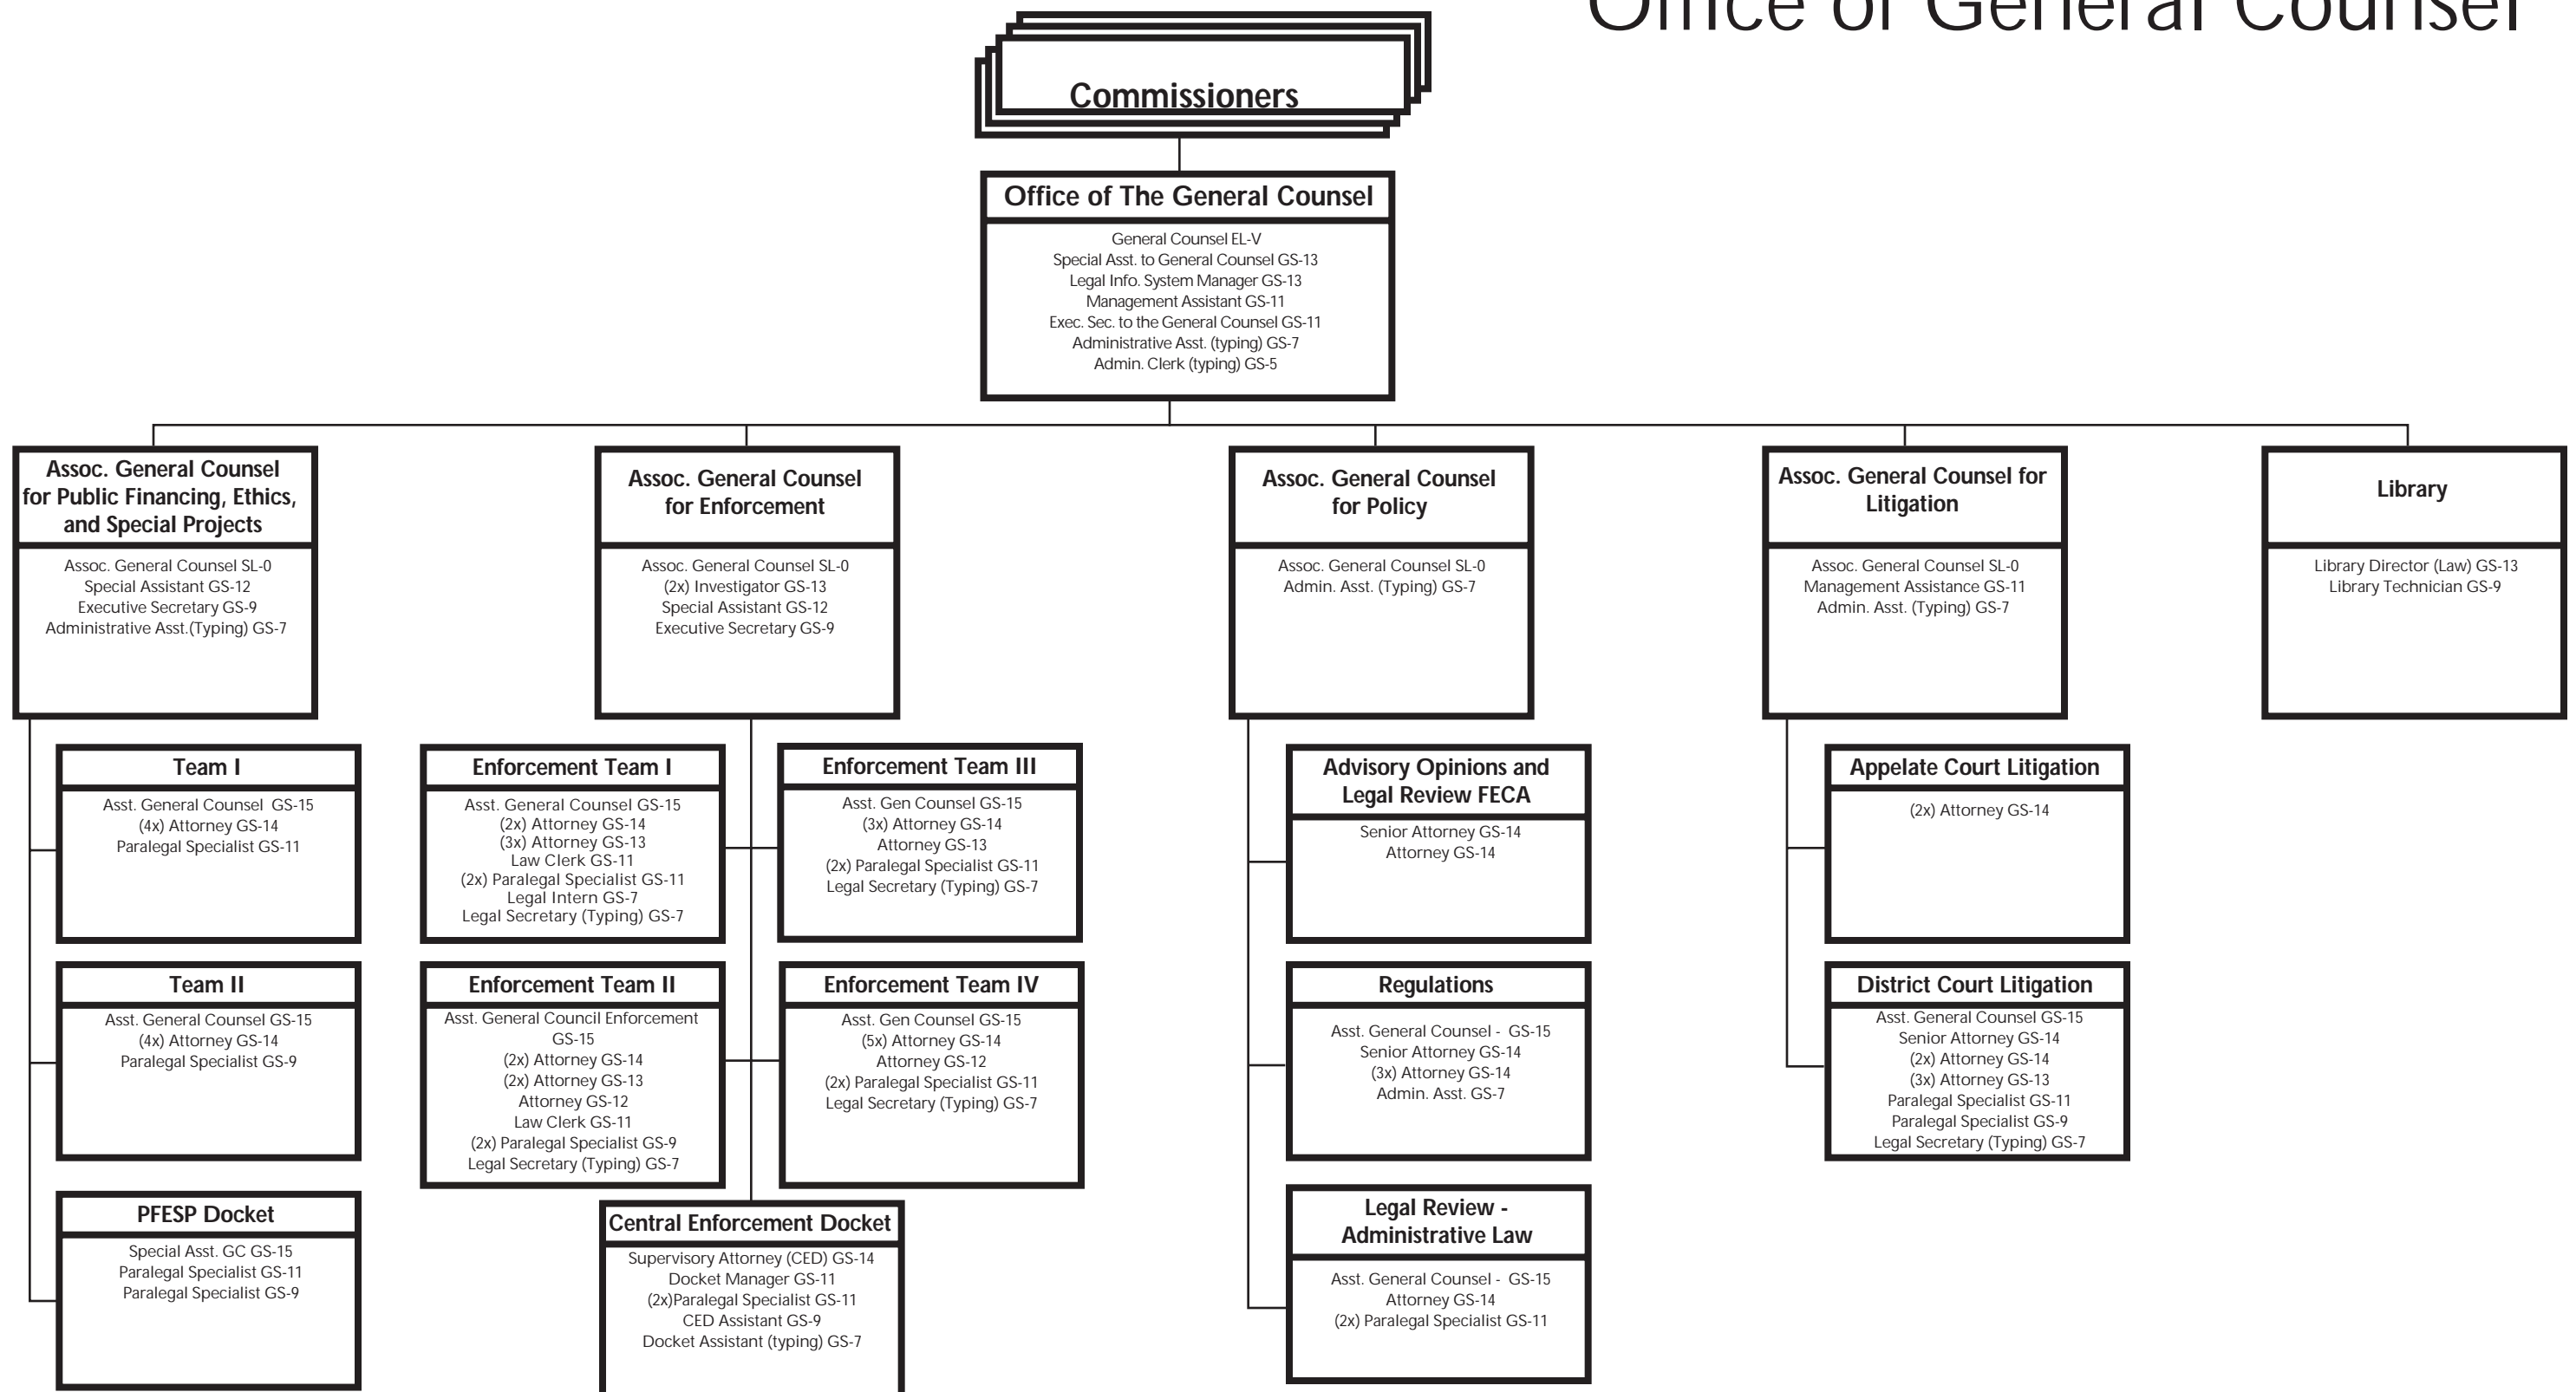 Office of General Counsel
Commissioners
Office of The General Counsel
General Counsel EL-V
Special Asst. to General Counsel GS-13
Legal Info. System Manager GS-13
Management Assistant GS-11
Exec. Sec. to the General Counsel GS-11
Administrative Asst. (typing) GS-7
Admin. Clerk (typing) GS-5
Assoc. General Counsel
for Public Financing, Ethics,
and Special Projects
Assoc. General Counsel SL-0
Special Assistant GS-12
Executive Secretary GS-9
Administrative Asst.(Typing) GS-7
Team I
Asst. General Counsel GS-15
(4x) Attorney GS-14
Paralegal Specialist GS-11
Team II
Asst. General Counsel GS-15
(4x) Attorney GS-14
Paralegal Specialist GS-9
PFESP Docket
Special Asst. GC GS-15
Paralegal Specialist GS-11
Paralegal Specialist GS-9
Assoc. General Counsel
for Enforcement
Assoc. General Counsel SL-0
(2x) Investigator GS-13
Special Assistant GS-12
Executive Secretary GS-9
Enforcement Team I
Asst. General Counsel GS-15
(2x) Attorney GS-14
(3x) Attorney GS-13
Law Clerk GS-11
(2x) Paralegal Specialist GS-11
Legal Intern GS-7
Legal Secretary (Typing) GS-7
Enforcement Team III
Asst. Gen Counsel GS-15
(3x) Attorney GS-14
Attorney GS-13
(2x) Paralegal Specialist GS-11
Legal Secretary (Typing) GS-7
Enforcement Team II
Asst. General Council Enforcement
GS-15
(2x) Attorney GS-14
(2x) Attorney GS-13
Attorney GS-12
Law Clerk GS-11
(2x) Paralegal Specialist GS-9
Legal Secretary (Typing) GS-7
Enforcement Team IV
Asst. Gen Counsel GS-15
(5x) Attorney GS-14
Attorney GS-12
(2x) Paralegal Specialist GS-11
Legal Secretary (Typing) GS-7
Central Enforcement Docket
Supervisory Attorney (CED) GS-14
Docket Manager GS-11
(2x)Paralegal Specialist GS-11
CED Assistant GS-9
Docket Assistant (typing) GS-7
Assoc. General Counsel
for Policy
Assoc. General Counsel SL-0
Admin. Asst. (Typing) GS-7
Advisory Opinions and
Legal Review FECA
Senior Attorney GS-14
Attorney GS-14
Regulations
Asst. General Counsel - GS-15
Senior Attorney GS-14
(3x) Attorney GS-14
Admin. Asst. GS-7
Legal Review -
Administrative Law
Asst. General Counsel - GS-15
Attorney GS-14
(2x) Paralegal Specialist GS-11
Assoc. General Counsel for
Litigation
Assoc. General Counsel SL-0
Management Assistance GS-11
Admin. Asst. (Typing) GS-7
Appelate Court Litigation
(2x) Attorney GS-14
District Court Litigation
Asst. General Counsel GS-15
Senior Attorney GS-14
(2x) Attorney GS-14
(3x) Attorney GS-13
Paralegal Specialist GS-11
Paralegal Specialist GS-9
Legal Secretary (Typing) GS-7
Library
Library Director (Law) GS-13
Library Technician GS-9